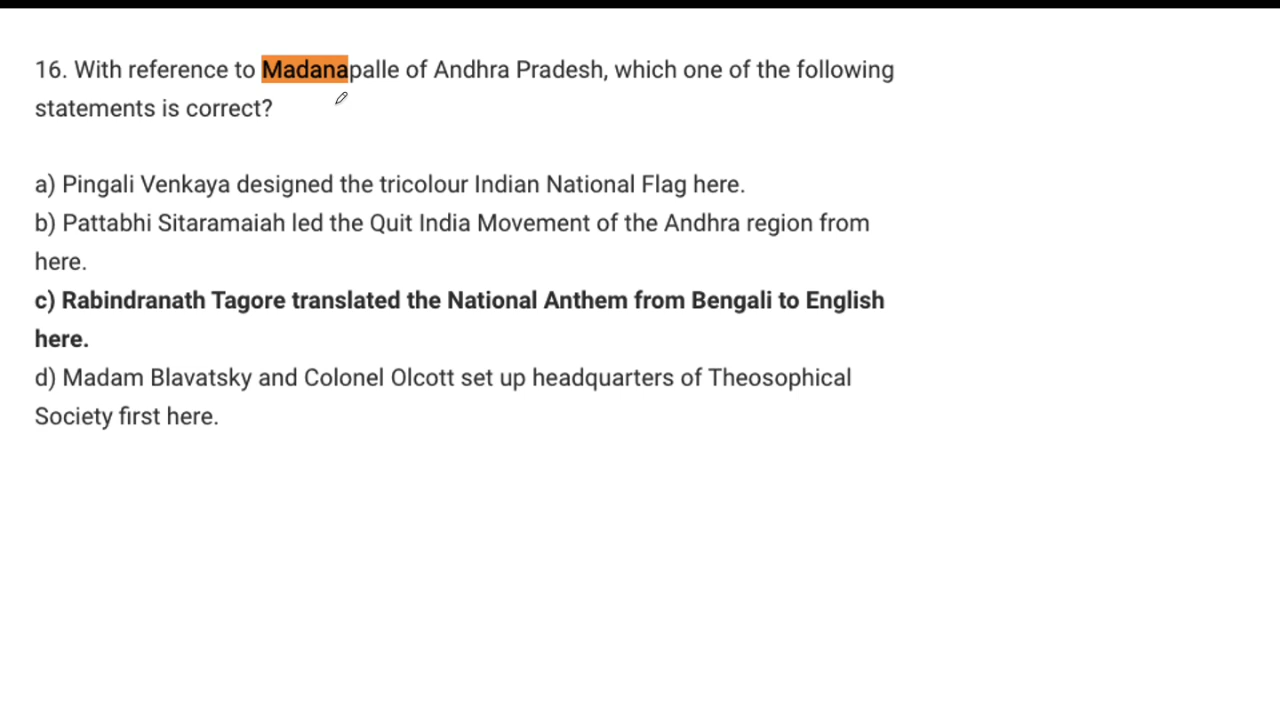 16. With reference to Madanapalle of Andhra Pradesh, which one of the following
statements is correct?
a) Pingali Venkaya designed the tricolour Indian National Flag here.
b) Pattabhi Sitaramaiah led the Quit India Movement of the Andhra region from
here.
c) Rabindranath Tagore translated the National Anthem from Bengali to English
here.
d) Madam Blavatsky and Colonel Olcott set up headquarters of Theosophical
Society first here.